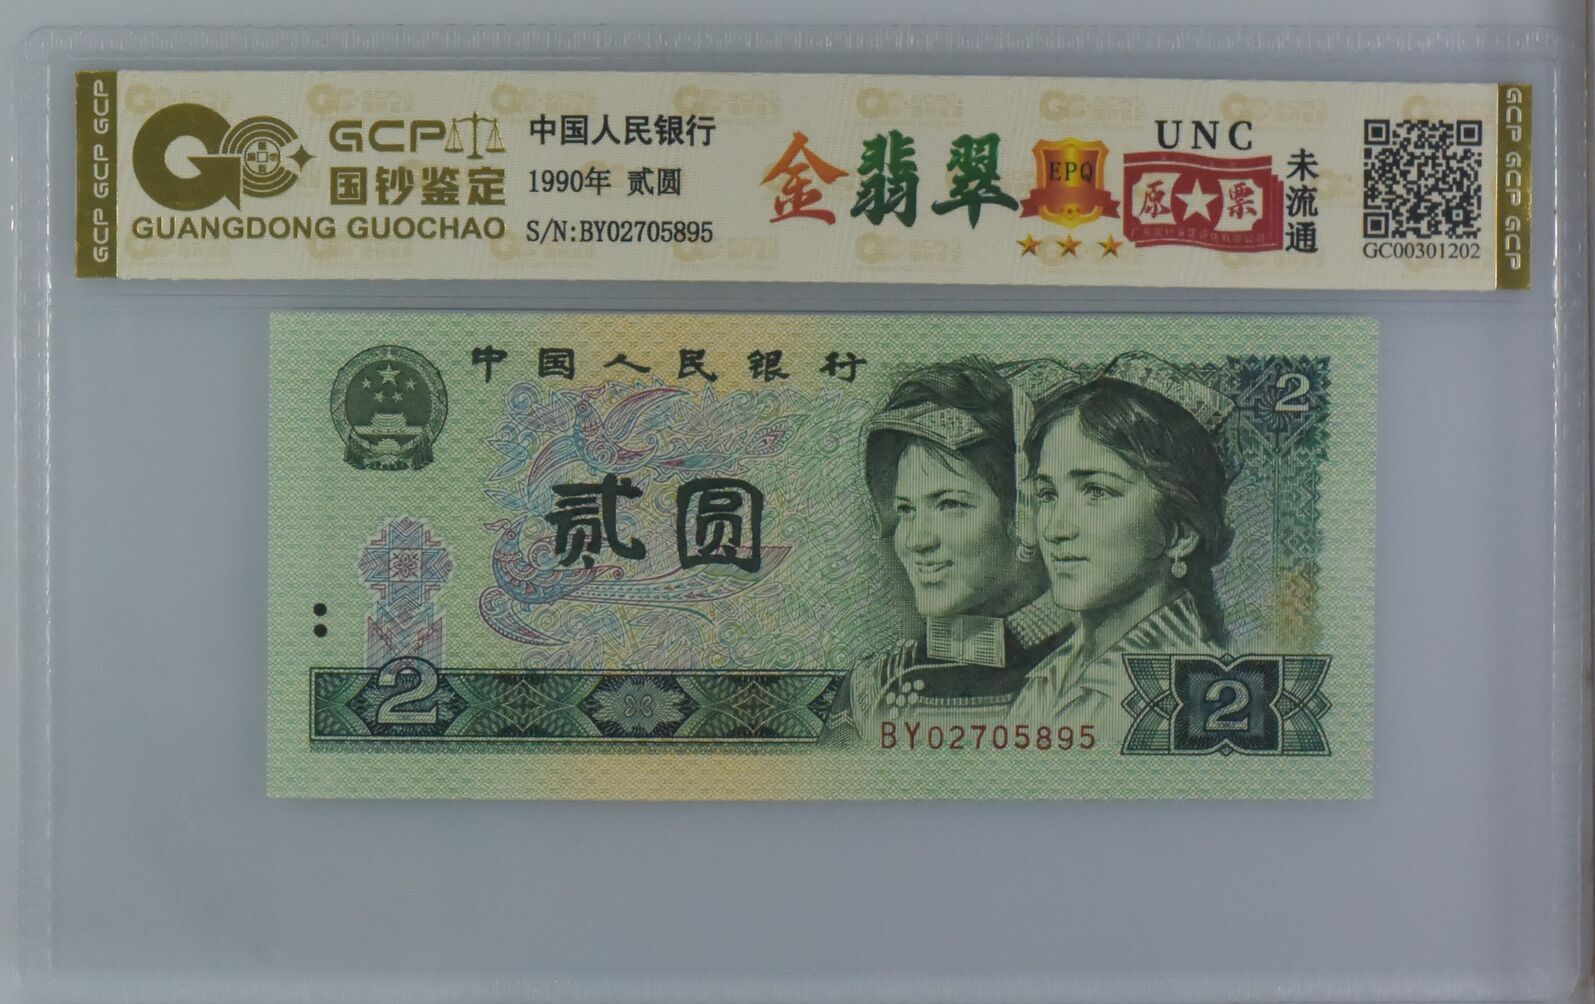 GCP GCP GCP
GCP
国钞鉴定
GUANGDONG GUOCHAO
中国人民银行
1990年 贰圆
S/N:BY02705895
金翡翠
EPQ
UNC
原票
未流通
GC00301202
GCP GCP GCP
中国人民银行
2
贰圆
2
2
BY02705895